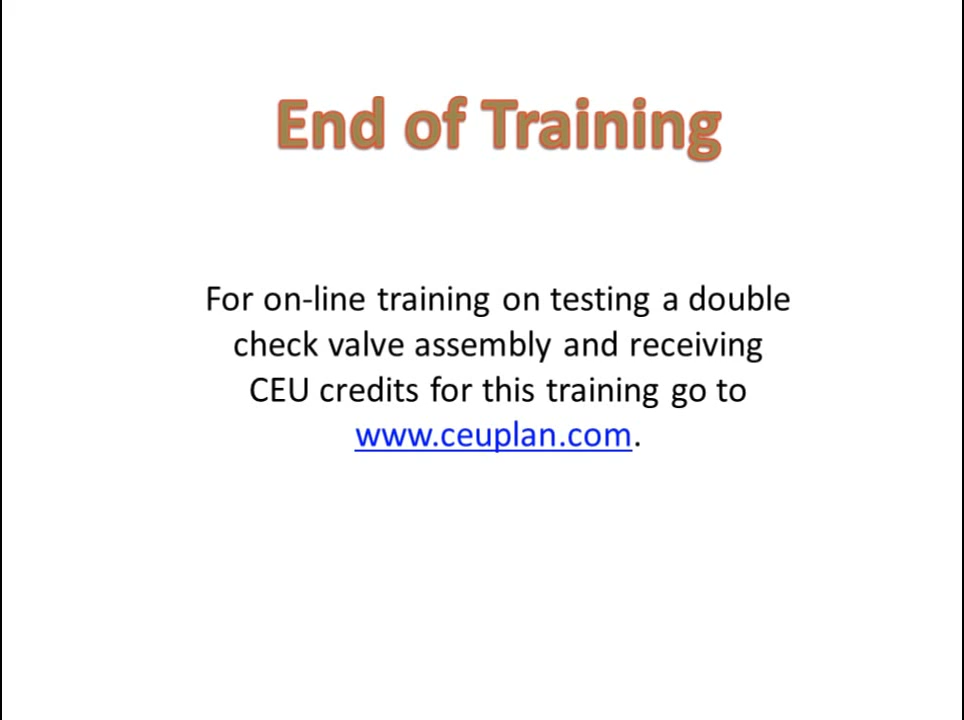 End of Training
For on-line training on testing a double
check valve assembly and receiving
CEU credits for this training go to
www.ceuplan.com.